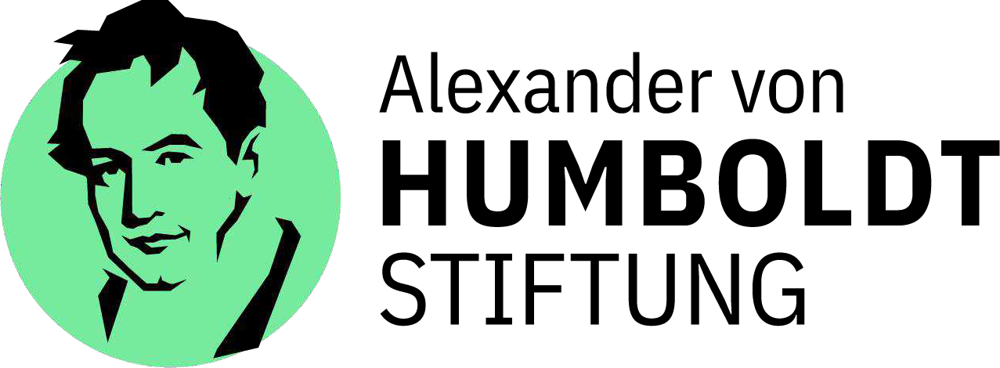 Alexander von
HUMBOLDT
STIFTUNG